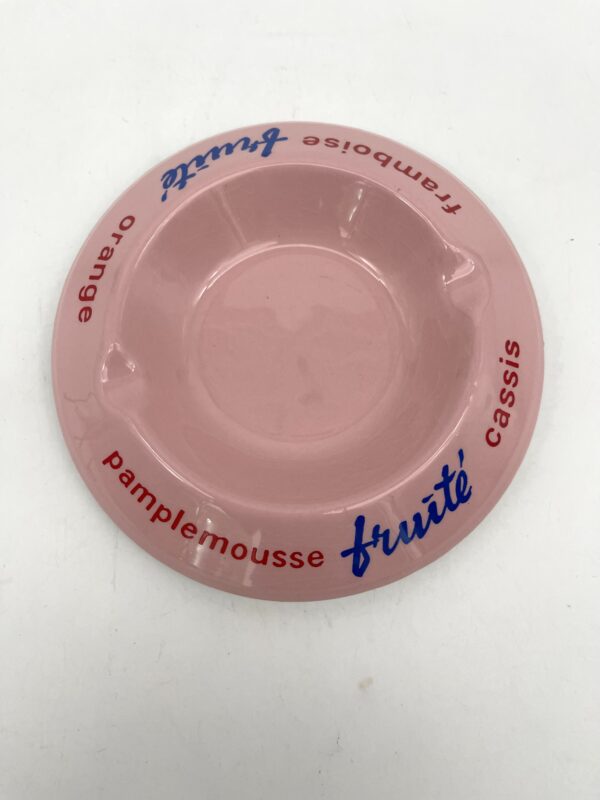 pamplemousse
fruité
cassis
framboise
fruité
orange